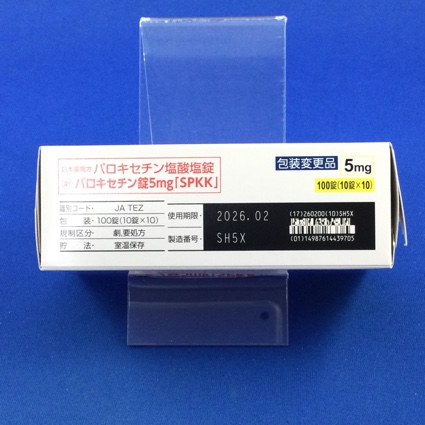 日本薬局方 パロキセチン塩酸塩錠
パロキセチン錠5mg「SPKK」
包装変更品 5mg
100錠(10錠×10)
識別コード・ JA TEZ
包 装・100錠(10錠×10)
規制区分・ 劇,要処方
貯 法・ 室温保存
使用期限・ 2026.02
製造番号・ SH5X
(17)260200(10)SH5X
(01)14987614439705